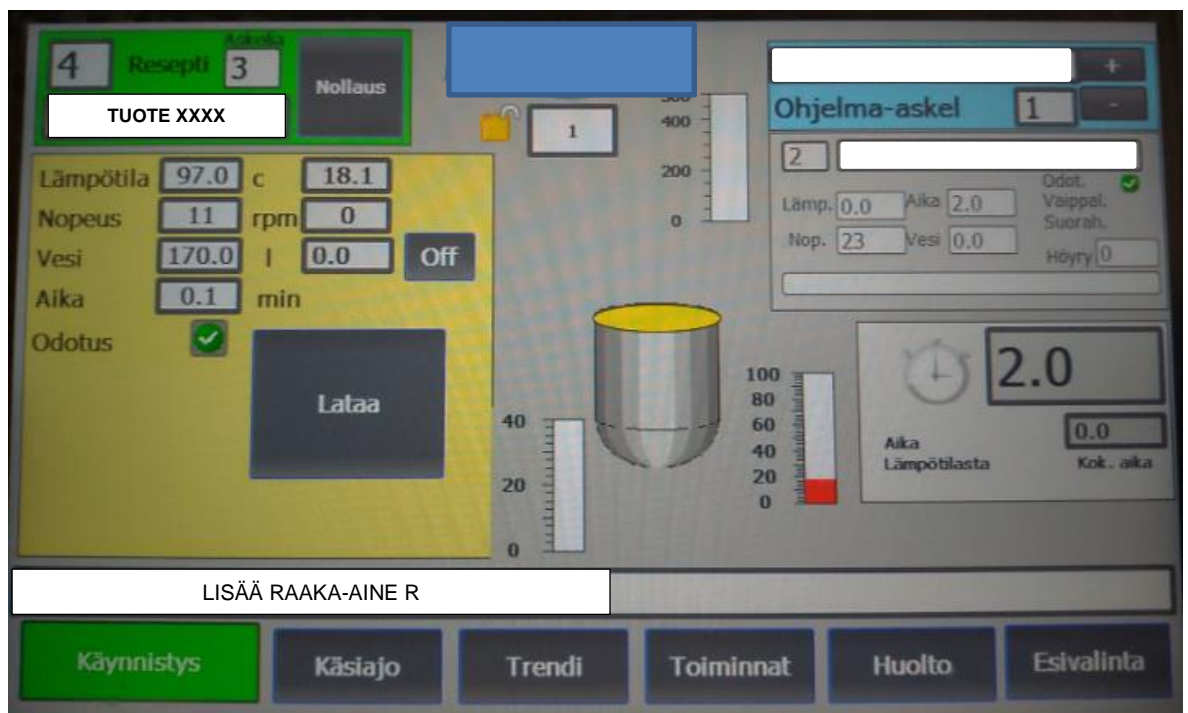 4 Resepti Askelia 3
Nollaus
TUOTE XXXX
1
400
200
0
+
Ohjelma-askel 1 -
2
Odot.
Lämp. 0.0 Aika 2.0 Vaippal.
Suorah.
Nop. 23 Vesi 0.0 Höyry 0
Lämpötila 97.0 c 18.1
Nopeus 11 rpm 0
Vesi 170.0 l 0.0 Off
Aika 0.1 min
Odotus
Lataa
40
20
0
100
80
60
40
20
0
2.0
Aika
Lämpötilasta
0.0
Kok. aika
LISÄÄ RAAKA-AINE R
Käynnistys Käsiajo Trendi Toiminnat Huolto Esivalinta